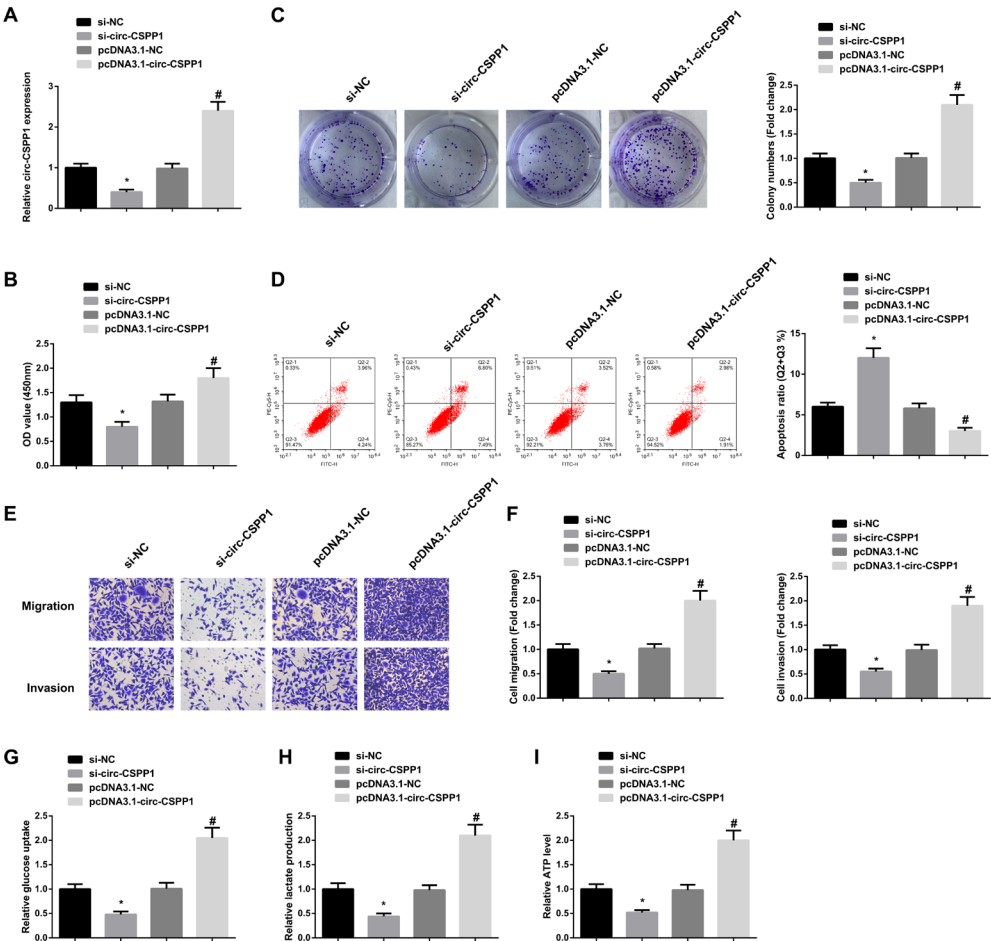 A
si-NC
si-circ-CSPP1
pcDNA3.1-NC
pcDNA3.1-circ-CSPP1
Relative circ-CSPP1 expression
3
2
1
0
*
#
C
si-NC
si-circ-CSPP1
pcDNA3.1-NC
pcDNA3.1-circ-CSPP1
si-NC
si-circ-CSPP1
pcDNA3.1-NC
pcDNA3.1-circ-CSPP1
Colony numbers (Fold change)
2.5
2.0
1.5
1.0
0.5
0.0
*
#
B
si-NC
si-circ-CSPP1
pcDNA3.1-NC
pcDNA3.1-circ-CSPP1
OD value (450nm)
2.5
2.0
1.5
1.0
0.5
0.0
*
#
D
si-NC
si-circ-CSPP1
pcDNA3.1-NC
pcDNA3.1-circ-CSPP1
Q2-1
0.33%
Q2-2
3.96%
Q2-3
91.47%
Q2-4
4.24%
PE-Cy5-H
FITC-H
Q2-1
0.43%
Q2-2
6.80%
Q2-3
85.27%
Q2-4
7.49%
PE-Cy5-H
FITC-H
Q2-1
0.51%
Q2-2
3.52%
Q2-3
92.21%
Q2-4
3.76%
PE-Cy5-H
FITC-H
Q2-1
0.58%
Q2-2
2.98%
Q2-3
94.52%
Q2-4
1.91%
PE-Cy5-H
FITC-H
si-NC
si-circ-CSPP1
pcDNA3.1-NC
pcDNA3.1-circ-CSPP1
Apoptosis ratio (Q2+Q3 %)
15
10
5
0
*
#
E
si-NC
si-circ-CSPP1
pcDNA3.1-NC
pcDNA3.1-circ-CSPP1
Migration
Invasion
F
si-NC
si-circ-CSPP1
pcDNA3.1-NC
pcDNA3.1-circ-CSPP1
Cell migration (Fold change)
2.5
2.0
1.5
1.0
0.5
0.0
*
#
si-NC
si-circ-CSPP1
pcDNA3.1-NC
pcDNA3.1-circ-CSPP1
Cell invasion (Fold change)
2.5
2.0
1.5
1.0
0.5
0.0
*
#
G
si-NC
si-circ-CSPP1
pcDNA3.1-NC
pcDNA3.1-circ-CSPP1
Relative glucose uptake
2.5
2.0
1.5
1.0
0.5
0.0
*
#
H
si-NC
si-circ-CSPP1
pcDNA3.1-NC
pcDNA3.1-circ-CSPP1
Relative lactate production
2.5
2.0
1.5
1.0
0.5
0.0
*
#
I
si-NC
si-circ-CSPP1
pcDNA3.1-NC
pcDNA3.1-circ-CSPP1
Relative ATP level
2.5
2.0
1.5
1.0
0.5
0.0
*
#